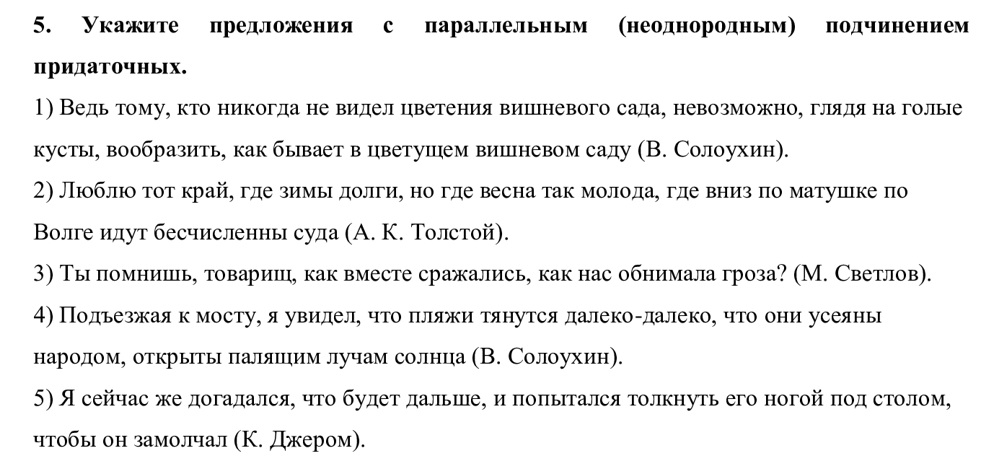 5. Укажите предложения с параллельным (неоднородным) подчинением
придаточных.
1) Ведь тому, кто никогда не видел цветения вишневого сада, невозможно, глядя на голые
кусты, вообразить, как бывает в цветущем вишневом саду (В. Солоухин).
2) Люблю тот край, где зимы долги, но где весна так молода, где вниз по матушке по
Волге идут бесчисленны суда (А. К. Толстой).
3) Ты помнишь, товарищ, как вместе сражались, как нас обнимала гроза? (М. Светлов).
4) Подъезжая к мосту, я увидел, что пляжи тянутся далеко-далеко, что они усеяны
народом, открыты палящим лучам солнца (В. Солоухин).
5) Я сейчас же догадался, что будет дальше, и попытался толкнуть его ногой под столом,
чтобы он замолчал (К. Джером).